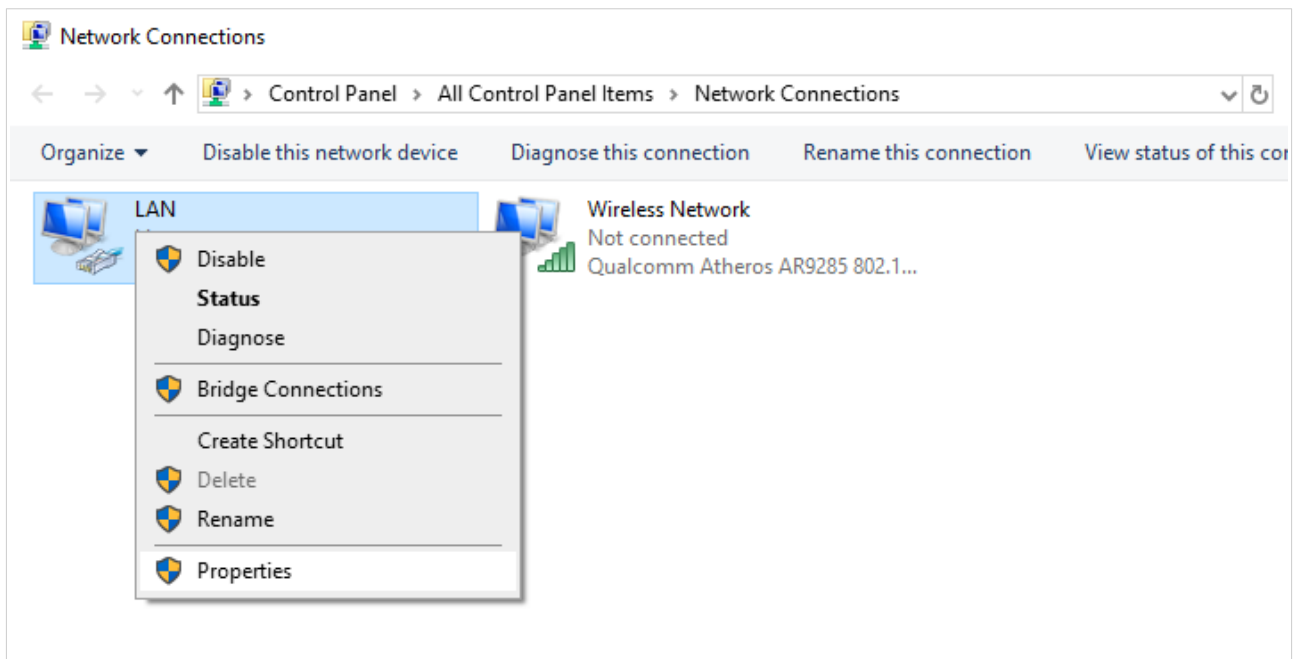 Network Connections
Control Panel > All Control Panel Items > Network Connections
Organize Disable this network device Diagnose this connection Rename this connection View status of this
LAN
Wireless Network
Not connected
Qualcomm Atheros AR9285 802.1...
Disable
Status
Diagnose
Bridge Connections
Create Shortcut
Delete
Rename
Properties